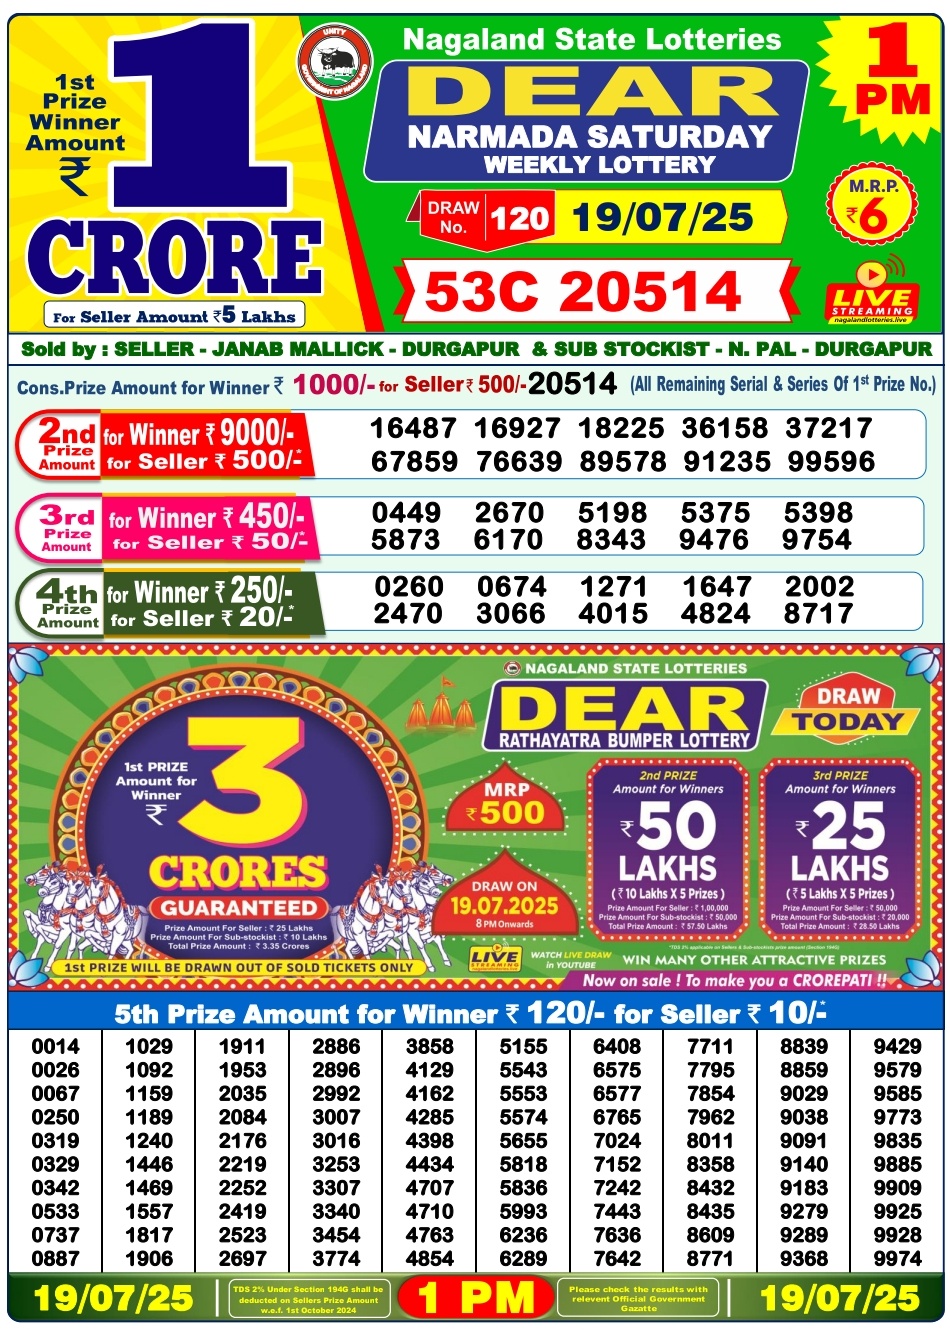 1st
Prize
Winner
Amount
₹
1
CRORE
For Seller Amount ₹5 Lakhs
UNITY
GOVERNMENT OF NAGALAND
Nagaland State Lotteries
DEAR
NARMADA SATURDAY
WEEKLY LOTTERY
1
PM
DRAW No. 120 19/07/25
M.R.P.
₹6
53C 20514
LIVE
STREAMING
nagalandlotteries.live
Sold by : SELLER - JANAB MALLICK - DURGAPUR & SUB STOCKIST - N. PAL - DURGAPUR
Cons.Prize Amount for Winner ₹ 1000/- for Seller ₹ 500/- 20514 (All Remaining Serial & Series Of 1st Prize No.)
2nd Prize Amount
for Winner ₹ 9000/-
for Seller ₹ 500/-*
16487 16927 18225 36158 37217
67859 76639 89578 91235 99596
3rd Prize Amount
for Winner ₹ 450/-
for Seller ₹ 50/-*
0449 2670 5198 5375 5398
5873 6170 8343 9476 9754
4th Prize Amount
for Winner ₹ 250/-
for Seller ₹ 20/-*
0260 0674 1271 1647 2002
2470 3066 4015 4824 8717
1st PRIZE
Amount for
Winner
₹
3
CRORES
GUARANTEED
Prize Amount For Seller : ₹ 25 Lakhs
Prize Amount For Sub-stockist : ₹ 10 Lakhs
Total Prize Amount : ₹ 3.35 Crores
1st PRIZE WILL BE DRAWN OUT OF SOLD TICKETS ONLY
NAGALAND STATE LOTTERIES
DEAR
RATHAYATRA BUMPER LOTTERY
DRAW
TODAY
MRP
₹500
DRAW ON
19.07.2025
8 PM Onwards
2nd PRIZE
Amount for Winners
₹50
LAKHS
(₹10 Lakhs X 5 Prizes)
Prize Amount For Seller : ₹ 1,00,000
Prize Amount For Sub-stockist : ₹ 50,000
Total Prize Amount : ₹ 57.50 Lakhs
3rd PRIZE
Amount for Winners
₹25
LAKHS
(₹5 Lakhs X 5 Prizes)
Prize Amount For Seller : ₹ 50,000
Prize Amount For Sub-stockist : ₹ 20,000
Total Prize Amount : ₹ 28.50 Lakhs
*TDS 2% applicable on Sellers & Sub-stockists prize amount (Section 194G)
LIVE
STREAMING
WATCH LIVE DRAW
in YOUTUBE
WIN MANY OTHER ATTRACTIVE PRIZES
Now on sale ! To make you a CROREPATI !!
5th Prize Amount for Winner ₹ 120/- for Seller ₹ 10/-*
0014 1029 1911 2886 3858 5155 6408 7711 8839 9429
0026 1092 1953 2896 4129 5543 6575 7795 8859 9579
0067 1159 2035 2992 4162 5553 6577 7854 9029 9585
0250 1189 2084 3007 4285 5574 6765 7962 9038 9773
0319 1240 2176 3016 4398 5655 7024 8011 9091 9835
0329 1446 2219 3253 4434 5818 7152 8358 9140 9885
0342 1469 2252 3307 4707 5836 7242 8432 9183 9909
0533 1557 2419 3340 4710 5993 7443 8435 9279 9925
0737 1817 2523 3454 4763 6236 7636 8609 9289 9928
0887 1906 2697 3774 4854 6289 7642 8771 9368 9974
19/07/25
TDS 2% Under Section 194G shall be
deducted on Sellers Prize Amount
w.e.f. 1st October 2024
1 PM
Please check the results with
relevent Official Government
Gazatte
19/07/25